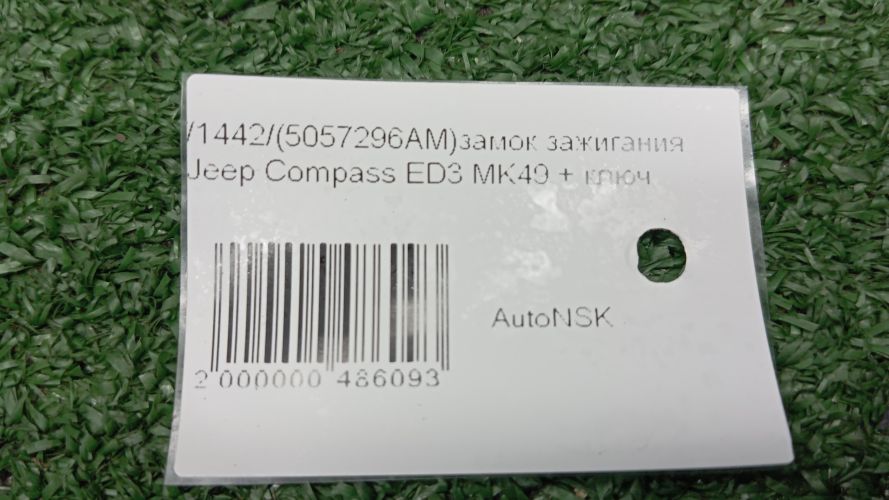 /1442/(5057296AM)замок зажигания
Jeep Compass ED3 MK49 + ключ
AutoNSK
2 000000 486093